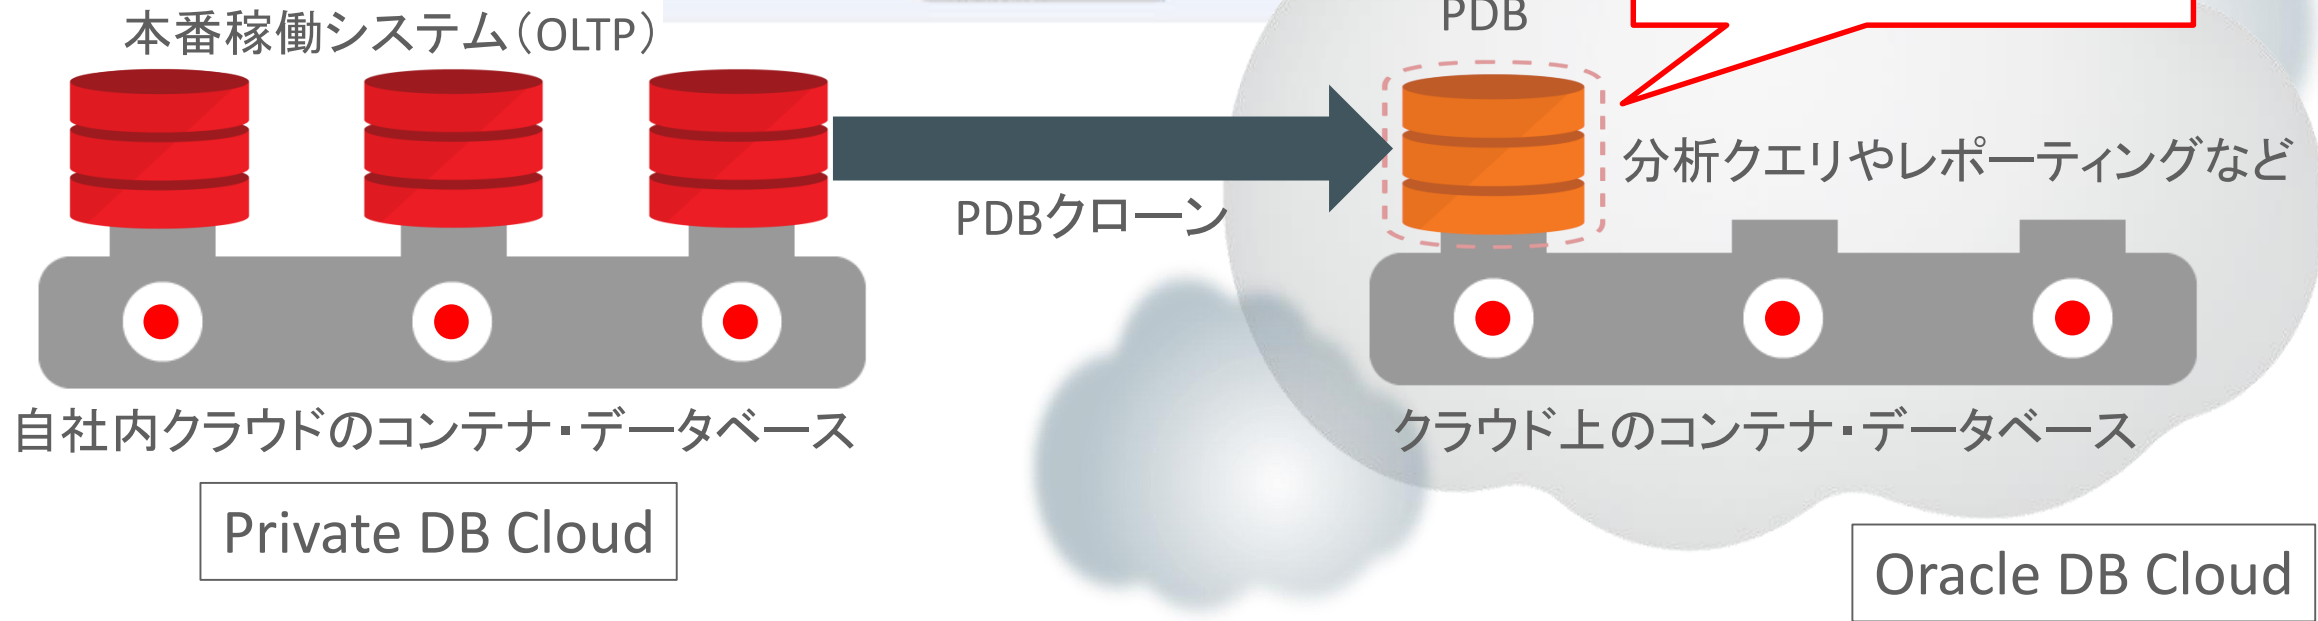 本番稼働システム（OLTP）
PDB
分析クエリやレポーティングなど
PDBクローン
自社内クラウドのコンテナ・データベース
クラウド上のコンテナ・データベース
Private DB Cloud
Oracle DB Cloud